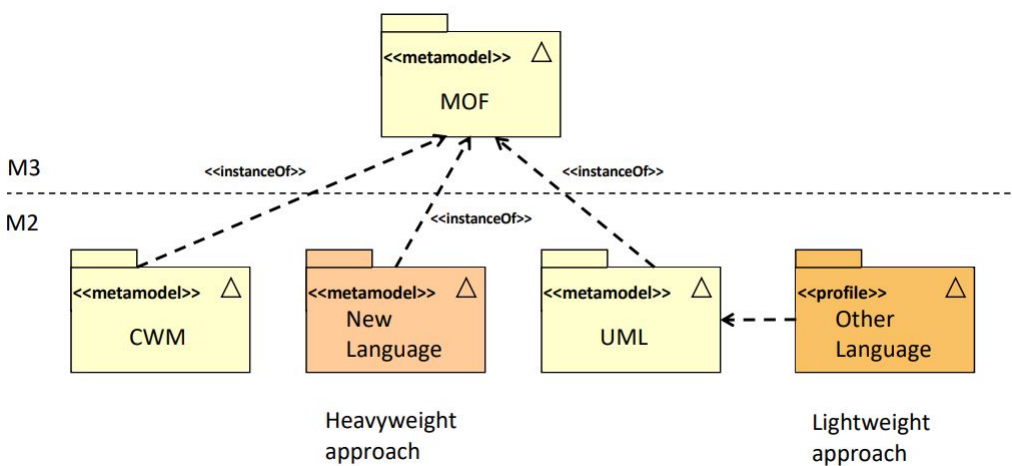 <<metamodel>>
MOF
M3
<<instanceOf>>
<<instanceOf>>
M2
<<instanceOf>>
<<metamodel>>
CWM
<<metamodel>>
New
Language
<<metamodel>>
UML
<<profile>>
Other
Language
Heavyweight
approach
Lightweight
approach